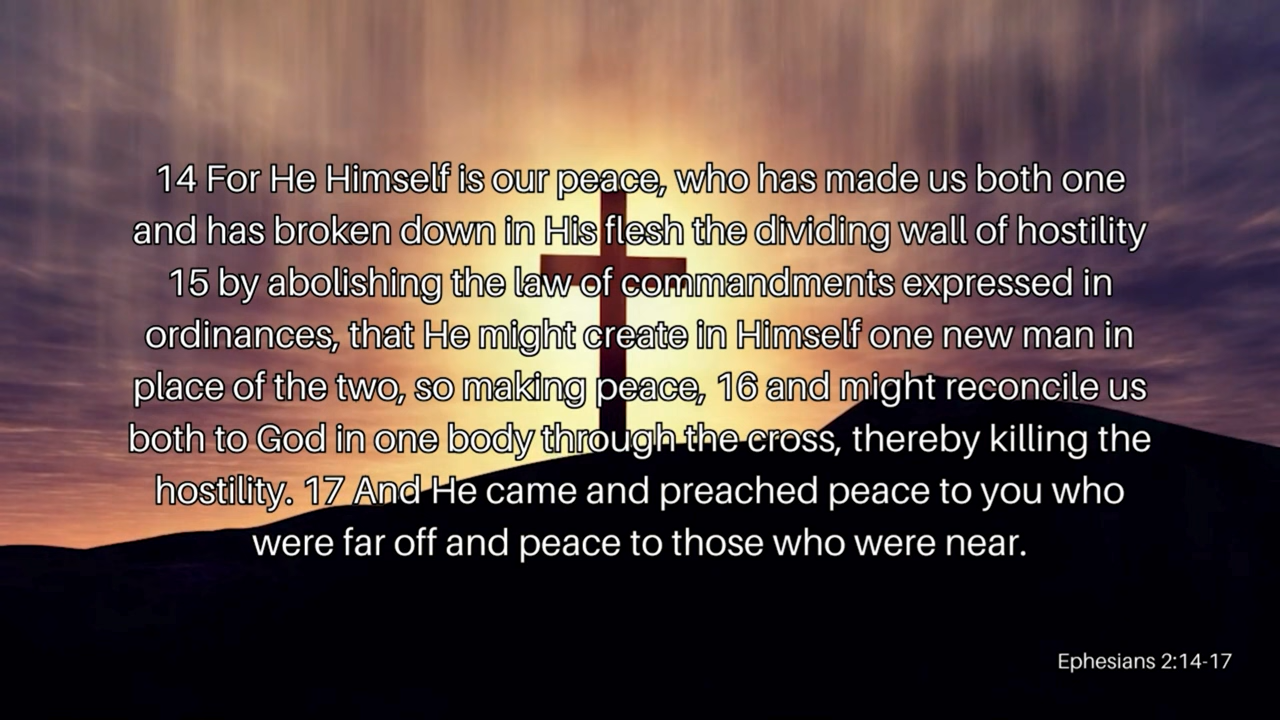 14 For He Himself is our peace, who has made us both one
and has broken down in His flesh the dividing wall of hostility
15 by abolishing the law of commandments expressed in
ordinances, that He might create in Himself one new man in
place of the two, so making peace, 16 and might reconcile us
both to God in one body through the cross, thereby killing the
hostility. 17 And He came and preached peace to you who
were far off and peace to those who were near.
Ephesians 2:14-17